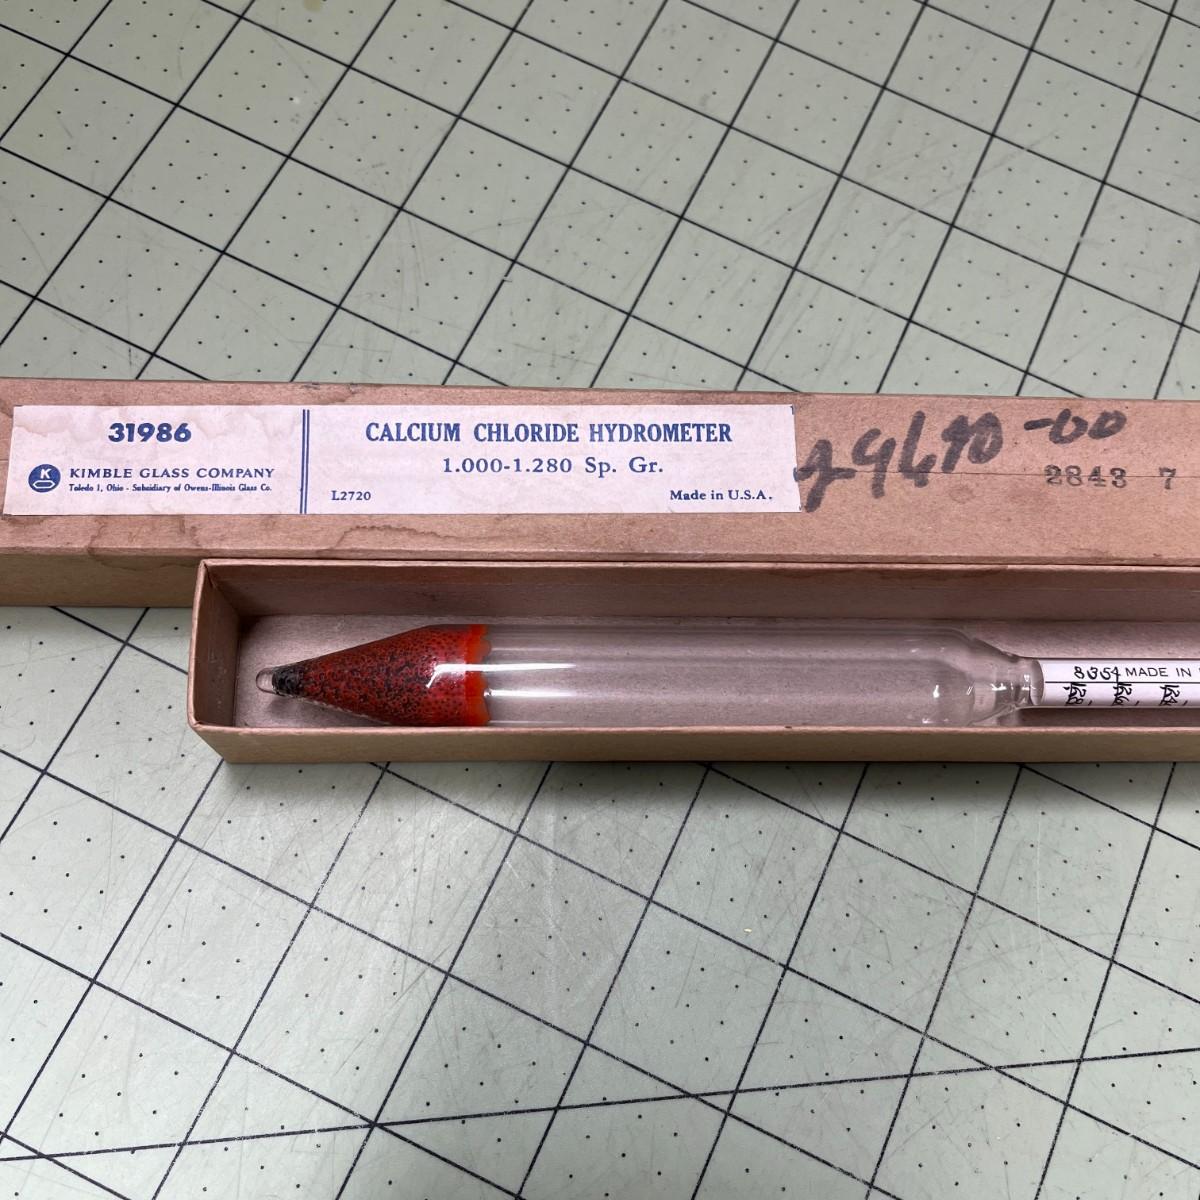 31986
K
KIMBLE GLASS COMPANY
Toledo 1, Ohio - Subsidiary of Owens-Illinois Glass Co.
CALCIUM CHLORIDE HYDROMETER
1.000-1.280 Sp. Gr.
L2720
Made in U.S.A.
2843 7
8354 MADE IN